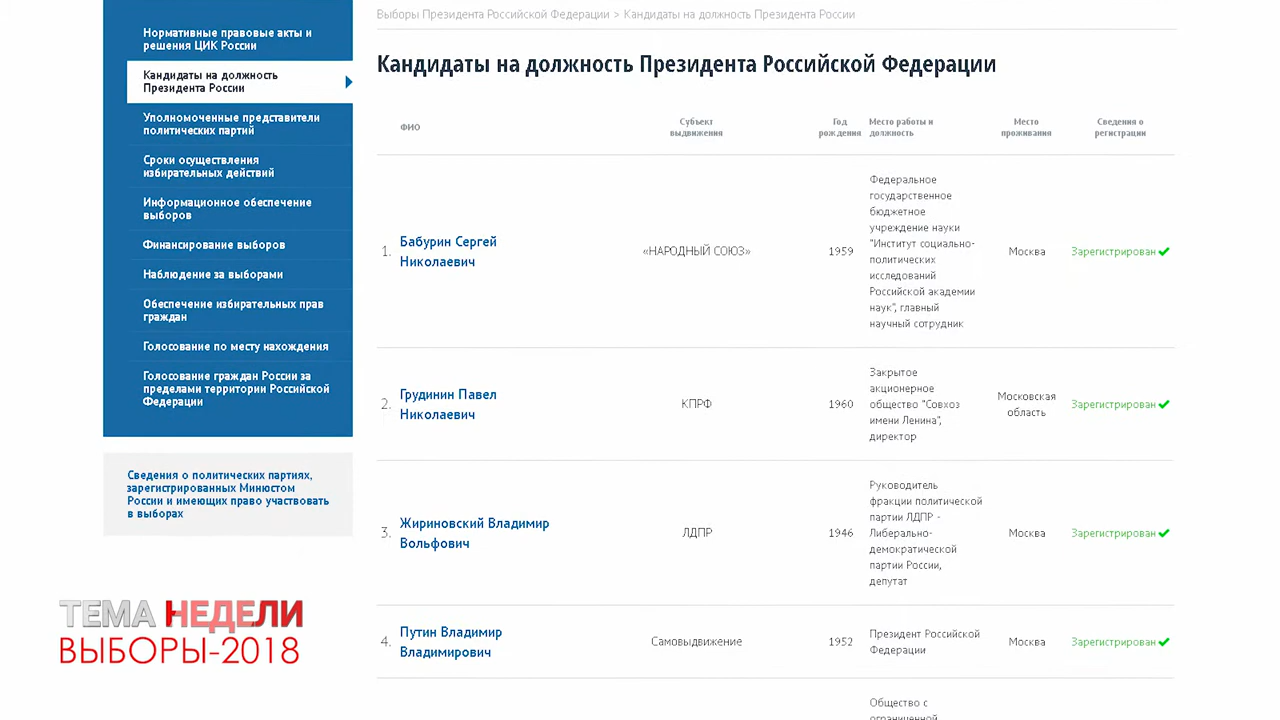 Выборы Президента Российской Федерации > Кандидаты на должность Президента России
Нормативные правовые акты и
решения ЦИК России
Кандидаты на должность
Президента России
Уполномоченные представители
политических партий
Сроки осуществления
избирательных действий
Информационное обеспечение
выборов
Финансирование выборов
Наблюдение за выборами
Обеспечение избирательных прав
граждан
Голосование по месту нахождения
Голосование граждан России за
пределами территории Российской
Федерации
Сведения о политических партиях,
зарегистрированных Минюстом
России и имеющих право участвовать
в выборах
Кандидаты на должность Президента Российской Федерации
ФИО
Субъект
выдвижения
Год
рождения
Место работы и
должность
Место
проживания
Сведения о
регистрации
1.
Бабурин Сергей
Николаевич
«НАРОДНЫЙ СОЮЗ»
1959
Федеральное
государственное
бюджетное
учреждение науки
"Институт социально-
политических
исследований
Российской академии
наук", главный
научный сотрудник
Москва
Зарегистрирован
2.
Грудинин Павел
Николаевич
КПРФ
1960
Закрытое
акционерное
общество "Совхоз
имени Ленина",
директор
Московская
область
Зарегистрирован
3.
Жириновский Владимир
Вольфович
ЛДПР
1946
Руководитель
фракции политической
партии ЛДПР -
Либерально-
демократической
партии России,
депутат
Москва
Зарегистрирован
4.
Путин Владимир
Владимирович
Самовыдвижение
1952
Президент Российской
Федерации
Москва
Зарегистрирован
Общество с
ограниченной
ТЕМА НЕДЕЛИ
ВЫБОРЫ-2018